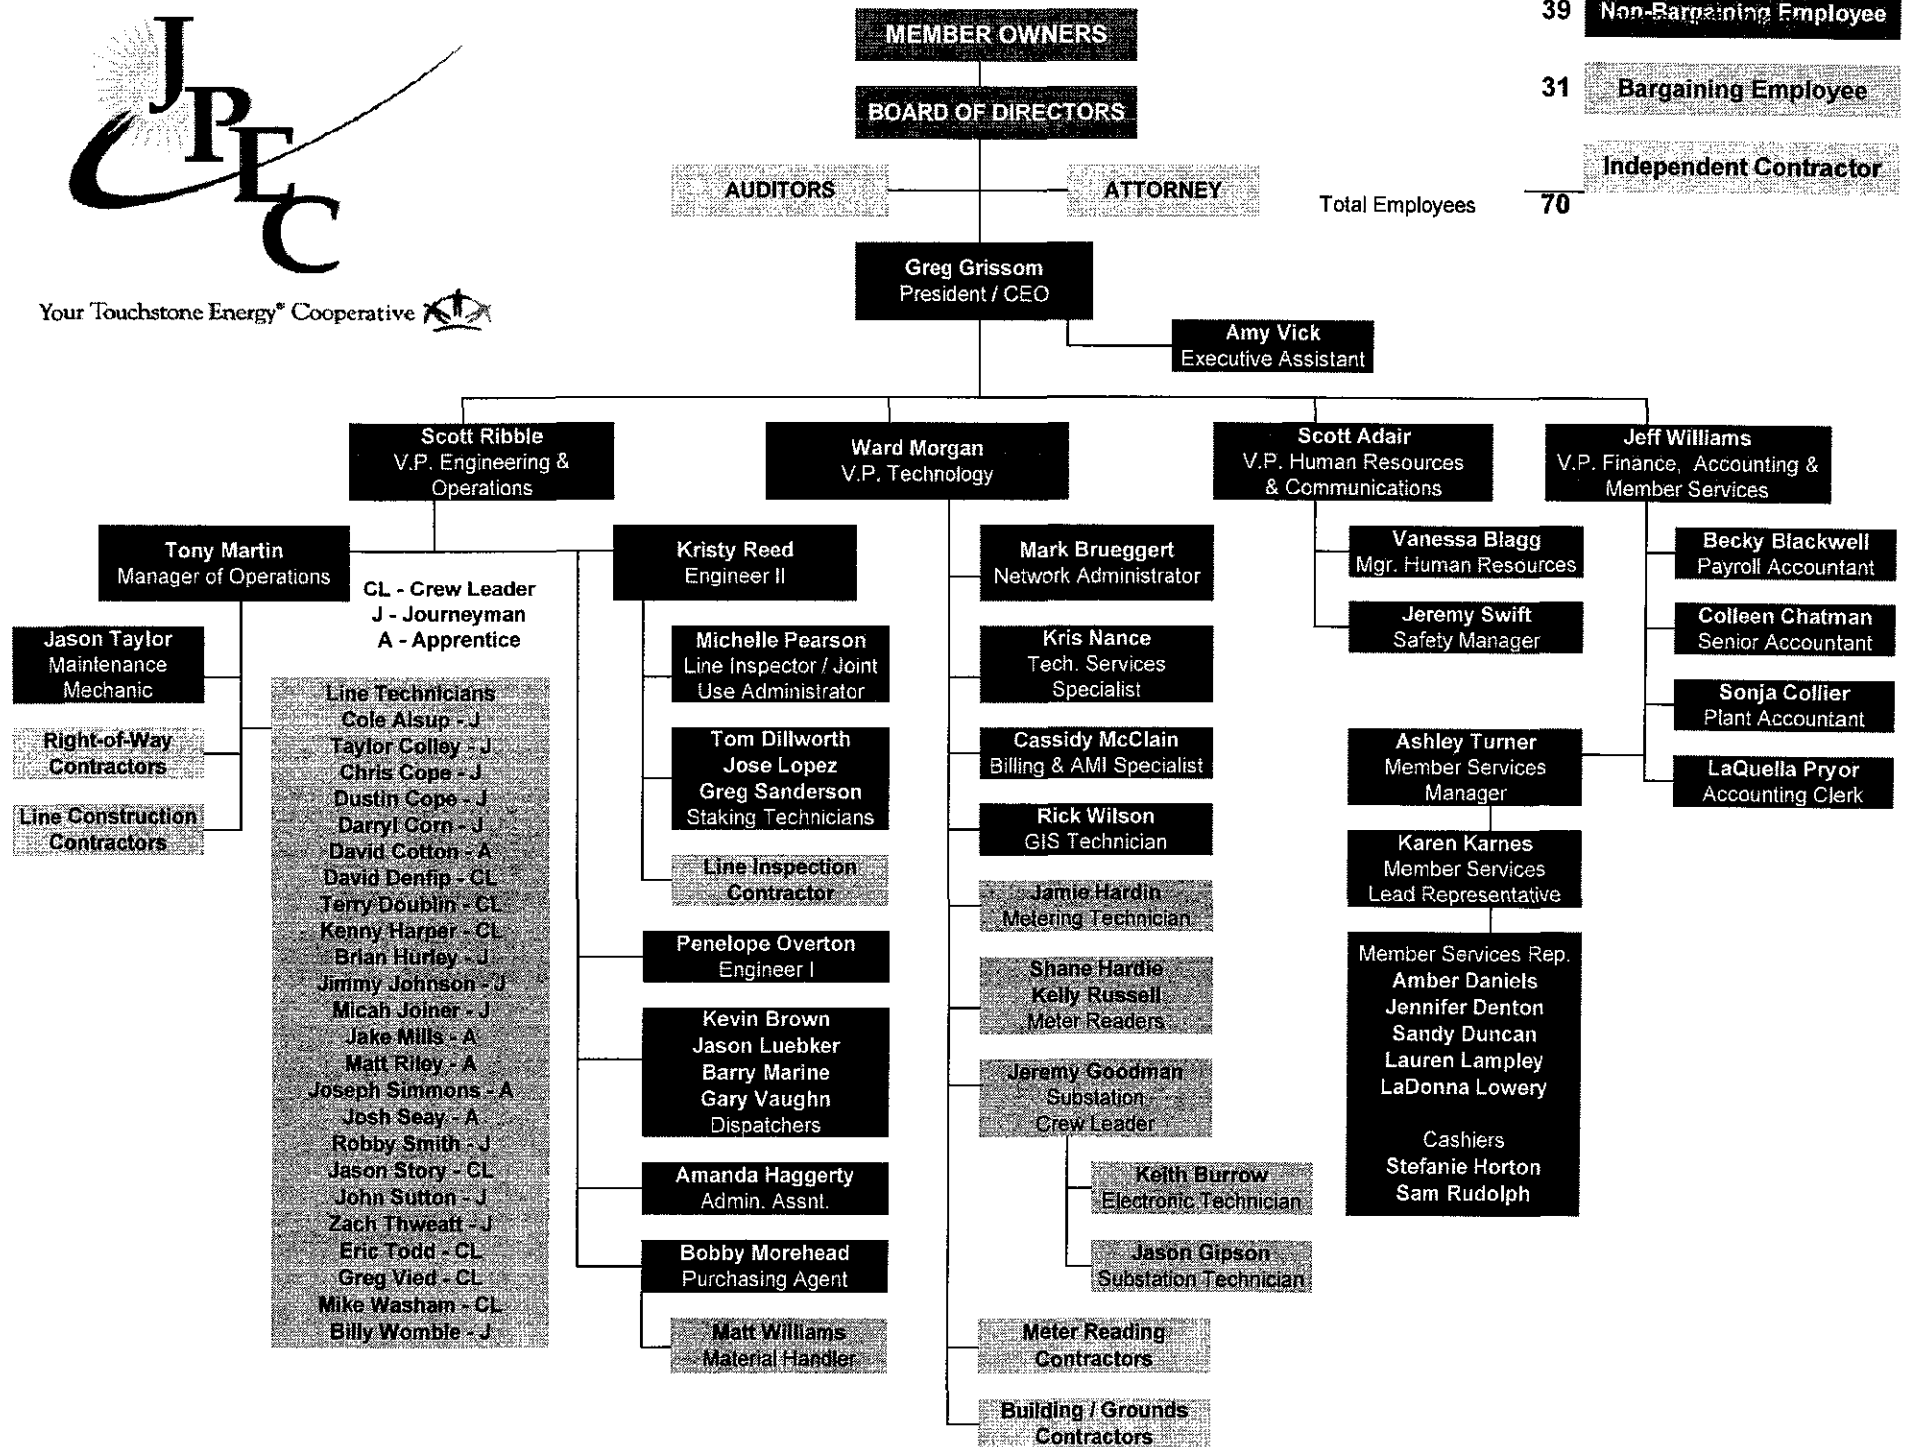 JPEC
Your Touchstone Energy® Cooperative
39 Non-Bargaining Employee
31 Bargaining Employee
Independent Contractor
Total Employees 70
MEMBER OWNERS
BOARD OF DIRECTORS
AUDITORS
ATTORNEY
Greg Grissom
President / CEO
Amy Vick
Executive Assistant
Scott Ribble
V.P. Engineering &
Operations
Ward Morgan
V.P. Technology
Scott Adair
V.P. Human Resources
& Communications
Jeff Williams
V.P. Finance, Accounting &
Member Services
Tony Martin
Manager of Operations
CL - Crew Leader
J - Journeyman
A - Apprentice
Jason Taylor
Maintenance
Mechanic
Right-of-Way
Contractors
Line Construction
Contractors
Line Technicians
Cole Alsup - J
Taylor Colley - J
Chris Cope - J
Dustin Cope - J
Darryl Corn - J
David Cotton - A
David Denfip - CL
Terry Doublin - CL
Kenny Harper - CL
Brian Hurley - J
Jimmy Johnson - J
Micah Joiner - J
Jake Mills - A
Matt Riley - A
Joseph Simmons - A
Josh Seay - A
Robby Smith - J
Jason Story - CL
John Sutton - J
Zach Thweatt - J
Eric Todd - CL
Greg Vied - CL
Mike Washam - CL
Billy Womble - J
Kristy Reed
Engineer II
Michelle Pearson
Line Inspector / Joint
Use Administrator
Tom Dillworth
Jose Lopez
Greg Sanderson
Staking Technicians
Line Inspection
Contractor
Penelope Overton
Engineer I
Kevin Brown
Jason Luebker
Barry Marine
Gary Vaughn
Dispatchers
Amanda Haggerty
Admin. Assnt.
Bobby Morehead
Purchasing Agent
Matt Williams
Material Handler
Mark Brueggert
Network Administrator
Kris Nance
Tech. Services
Specialist
Cassidy McClain
Billing & AMI Specialist
Rick Wilson
GIS Technician
Jamie Hardin
Metering Technician
Shane Hardie
Kelly Russell
Meter Readers
Jeremy Goodman
Substation
Crew Leader
Keith Burrow
Electronic Technician
Jason Gipson
Substation Technician
Meter Reading
Contractors
Building / Grounds
Contractors
Vanessa Blagg
Mgr. Human Resources
Jeremy Swift
Safety Manager
Becky Blackwell
Payroll Accountant
Colleen Chatman
Senior Accountant
Sonja Collier
Plant Accountant
LaQuella Pryor
Accounting Clerk
Ashley Turner
Member Services
Manager
Karen Karnes
Member Services
Lead Representative
Member Services Rep.
Amber Daniels
Jennifer Denton
Sandy Duncan
Lauren Lampley
LaDonna Lowery
Cashiers
Stefanie Horton
Sam Rudolph